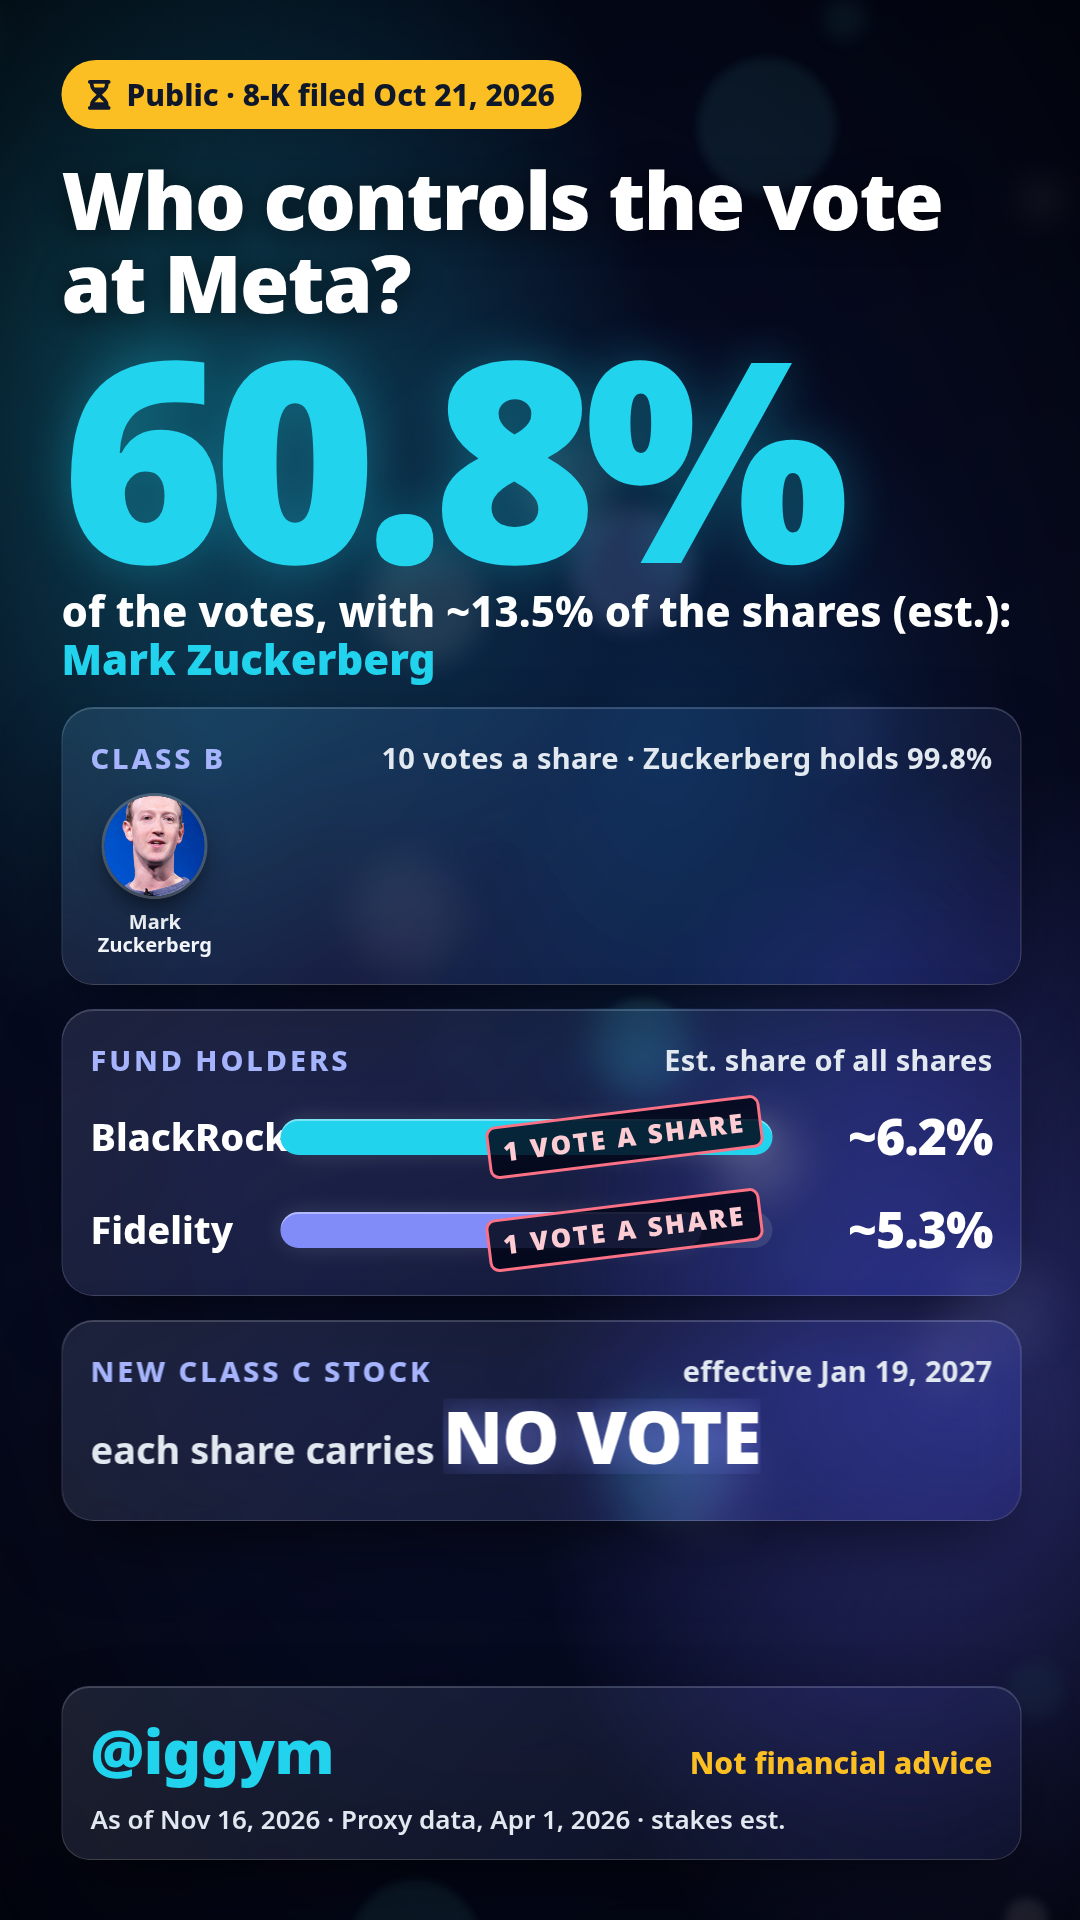 Public · 8-K filed Oct 21, 2026
Who controls the vote
at Meta?
60.8%
of the votes, with ~13.5% of the shares (est.):
Mark Zuckerberg
CLASS B
10 votes a share · Zuckerberg holds 99.8%
Mark
Zuckerberg
FUND HOLDERS
Est. share of all shares
BlackRock
1 VOTE A SHARE
~6.2%
Fidelity
1 VOTE A SHARE
~5.3%
NEW CLASS C STOCK
effective Jan 19, 2027
each share carries NO VOTE
@iggym
Not financial advice
As of Nov 16, 2026 · Proxy data, Apr 1, 2026 · stakes est.